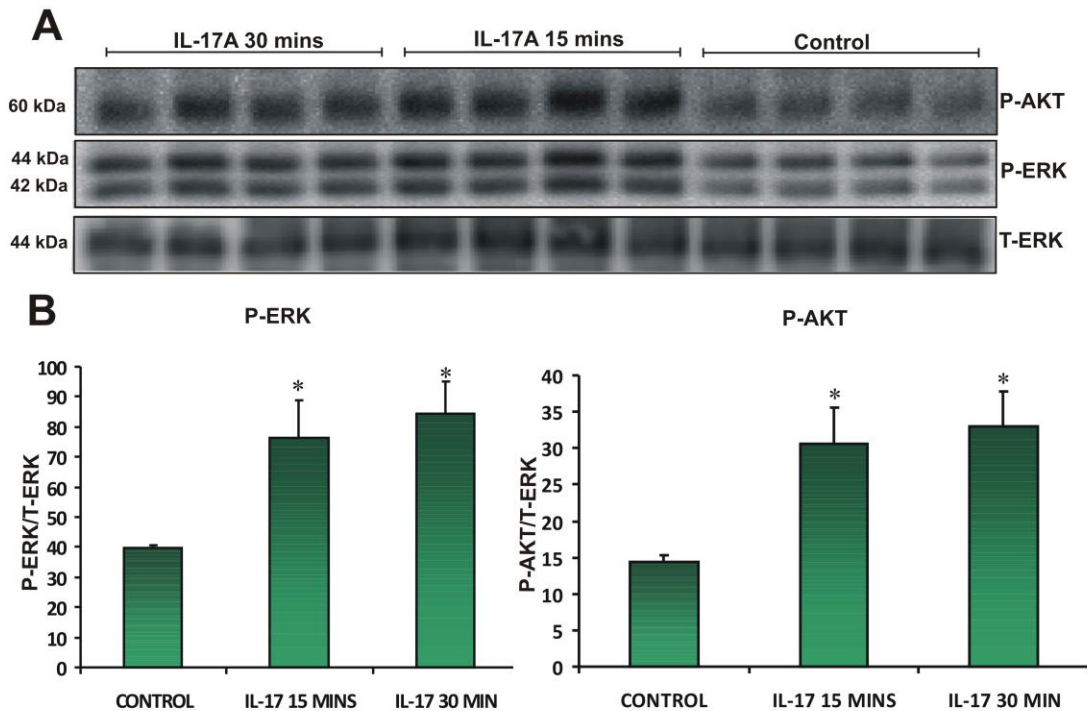 A
IL-17A 30 mins IL-17A 15 mins Control
60 kDa P-AKT
44 kDa
42 kDa
P-ERK
44 kDa T-ERK
B
P-ERK
P-ERK/T-ERK
100
90
80
70
60
50
40
30
20
10
0
* *
CONTROL IL-17 15 MINS IL-17 30 MIN
P-AKT
P-AKT/T-ERK
40
35
30
25
20
15
10
5
0
* *
CONTROL IL-17 15 MINS IL-17 30 MIN